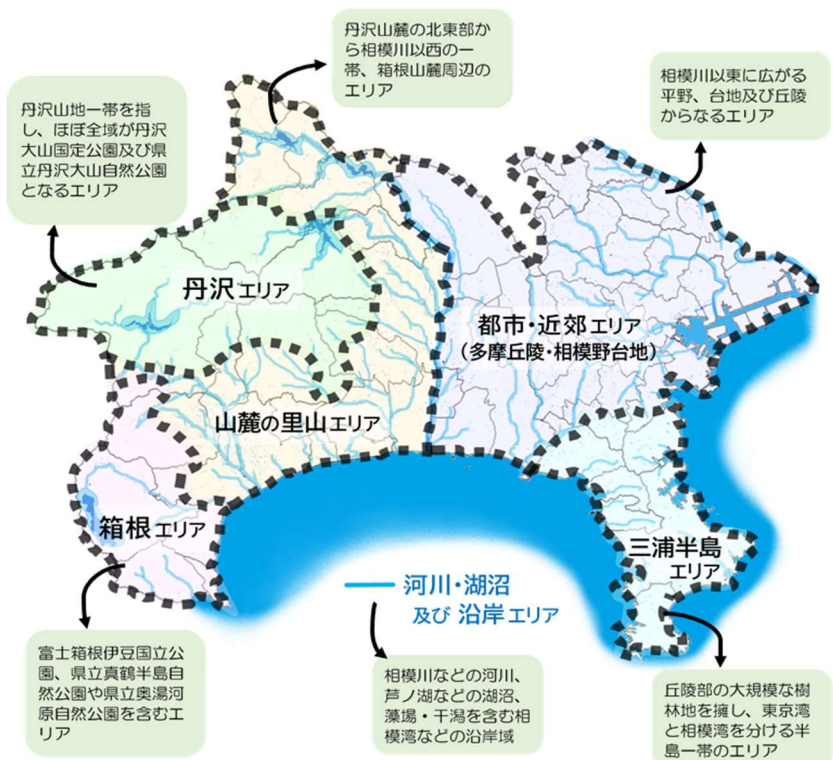 丹沢山麓の北東部か
ら相模川以西の一
帯、箱根山麓周辺の
エリア
相模川以東に広がる
平野、台地及び丘陵
からなるエリア
丹沢山地一帯を指
し、ほぼ全域が丹沢
大山国定公園及び県
立丹沢大山自然公園
となるエリア
丹沢エリア
都市・近郊エリア
(多摩丘陵・相模野台地)
山麓の里山エリア
箱根エリア
三浦半島
エリア
河川・湖沼
及び 沿岸エリア
富士箱根伊豆国立公
園、県立真鶴半島自
然公園や県立奥湯河
原自然公園を含むエ
リア
相模川などの河川、
芦ノ湖などの湖沼、
藻場・干潟を含む相
模湾などの沿岸域
丘陵部の大規模な樹
林地を擁し、東京湾
と相模湾を分ける半
島一帯のエリア